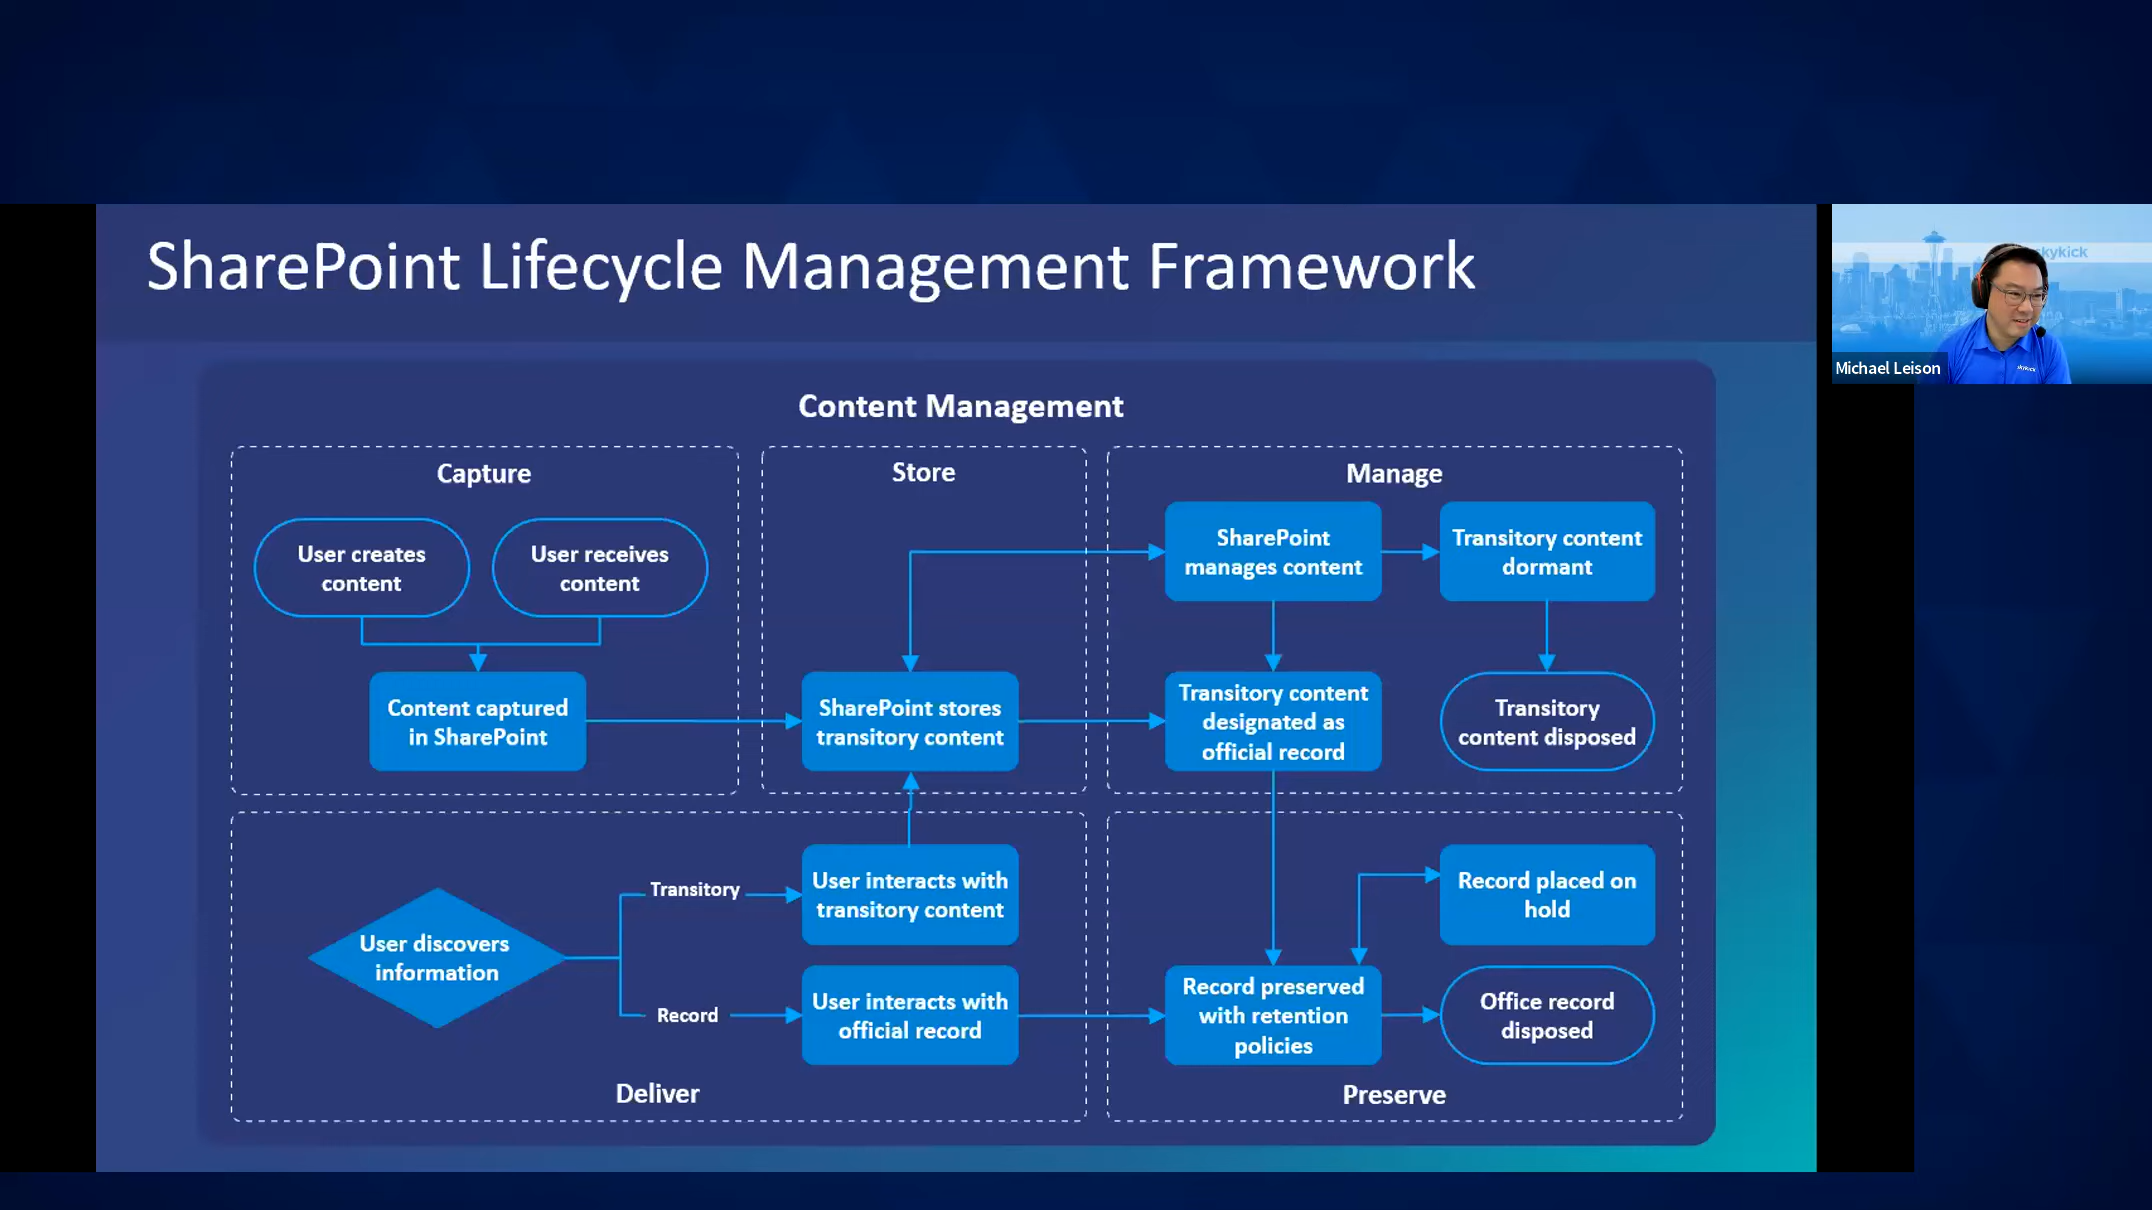 SharePoint Lifecycle Management Framework
skykick
Michael Leison
skykick
Content Management
Capture
Store
Manage
User creates
content
User receives
content
Content captured
in SharePoint
SharePoint stores
transitory content
SharePoint
manages content
Transitory content
dormant
Transitory content
designated as
official record
Transitory
content disposed
User discovers
information
Transitory
Record
User interacts with
transitory content
User interacts with
official record
Deliver
Record placed on
hold
Record preserved
with retention
policies
Office record
disposed
Preserve